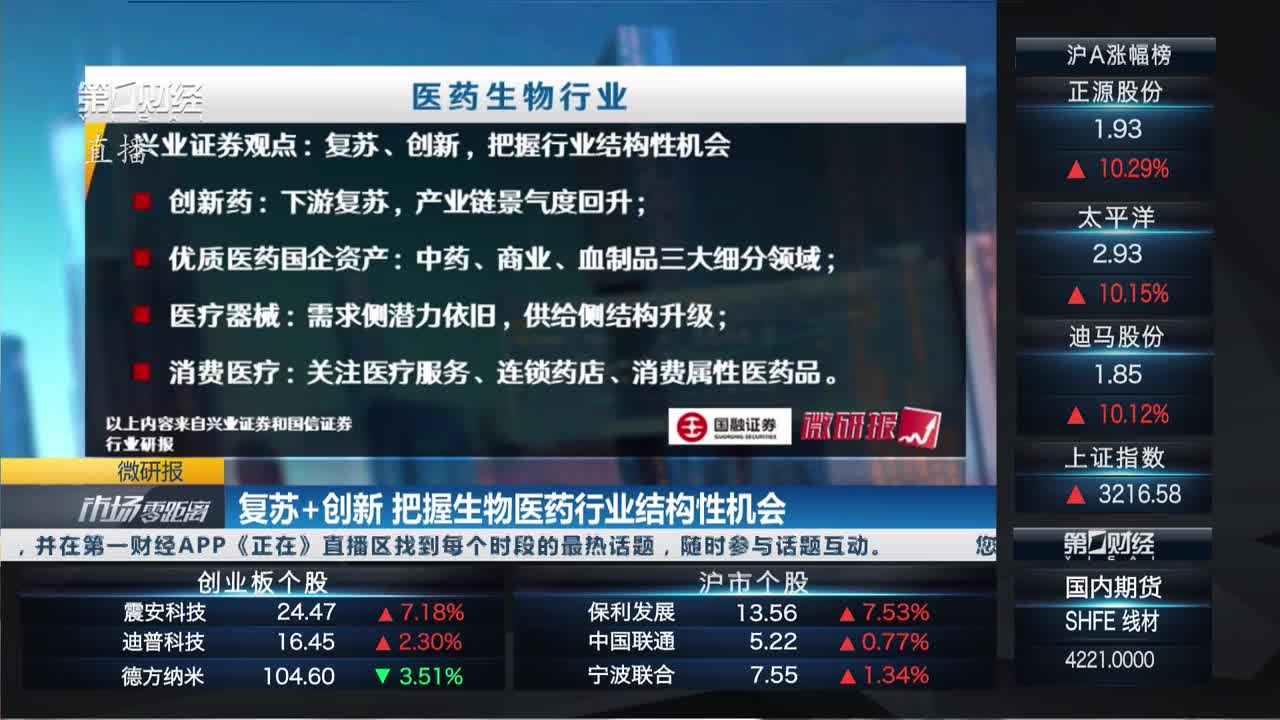 第一财经
YICAI
直播
医药生物行业
兴业证券观点：复苏、创新，把握行业结构性机会
创新药：下游复苏，产业链景气度回升；
优质医药国企资产：中药、商业、血制品三大细分领域；
医疗器械：需求侧潜力依旧，供给侧结构升级；
消费医疗：关注医疗服务、连锁药店、消费属性医药品。
以上内容来自兴业证券和国信证券
行业研报
国融证券
GUORONG SECURITIES
微研报
微研报
市场零距离
复苏+创新 把握生物医药行业结构性机会
，并在第一财经APP《正在》直播区找到每个时段的最热话题，随时参与话题互动。 您
创业板个股
震安科技 24.47 ▲7.18%
迪普科技 16.45 ▲2.30%
德方纳米 104.60 ▼3.51%
沪市个股
保利发展 13.56 ▲7.53%
中国联通 5.22 ▲0.77%
宁波联合 7.55 ▲1.34%
沪A涨幅榜
正源股份
1.93
▲ 10.29%
太平洋
2.93
▲ 10.15%
迪马股份
1.85
▲ 10.12%
上证指数
▲ 3216.58
第一财经
YICAI
国内期货
SHFE 线材
4221.0000